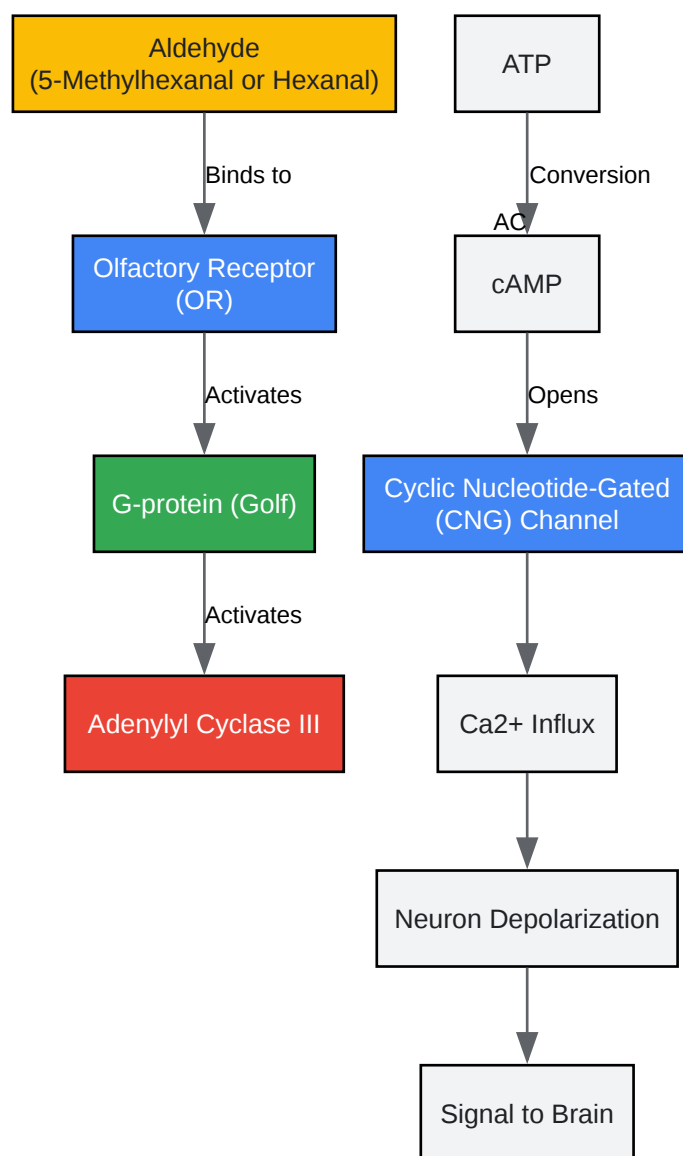 Aldehyde
(5-Methylhexanal or Hexanal)
Binds to
Olfactory Receptor
(OR)
Activates
G-protein (Golf)
Activates
Adenylyl Cyclase III
ATP
Conversion
AC
cAMP
Opens
Cyclic Nucleotide-Gated
(CNG) Channel
Ca2+ Influx
Neuron Depolarization
Signal to Brain